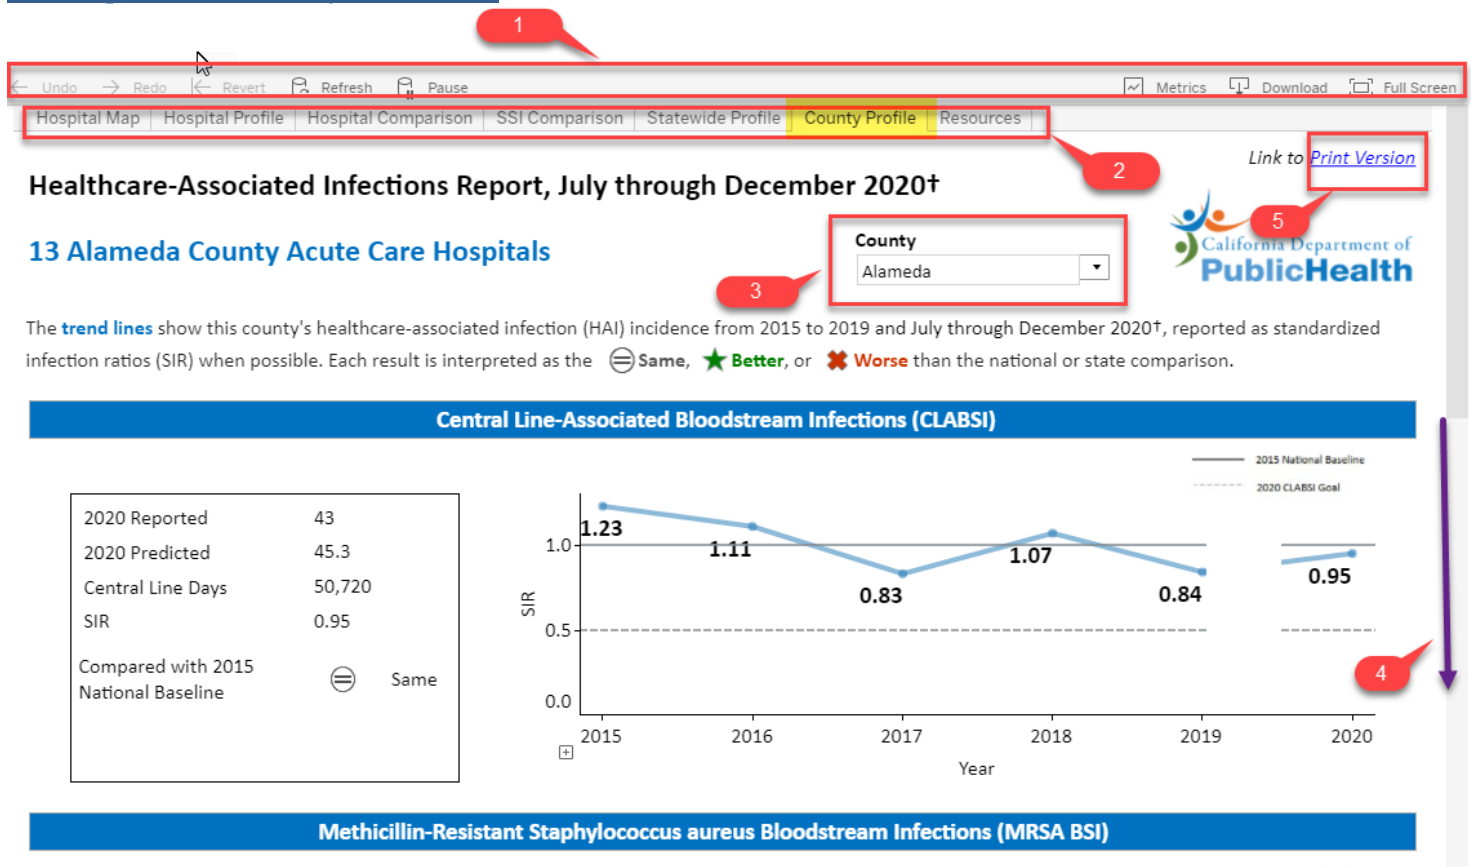 1
Undo Redo Revert Refresh Pause Metrics Download Full Screen
Hospital Map Hospital Profile Hospital Comparison SSI Comparison Statewide Profile County Profile Resources
2
Link to Print Version
Healthcare-Associated Infections Report, July through December 2020†
5
13 Alameda County Acute Care Hospitals
County
Alameda
3
California Department of
PublicHealth
The trend lines show this county's healthcare-associated infection (HAI) incidence from 2015 to 2019 and July through December 2020†, reported as standardized
infection ratios (SIR) when possible. Each result is interpreted as the Same, Better, or Worse than the national or state comparison.
Central Line-Associated Bloodstream Infections (CLABSI)
2015 National Baseline
2020 CLABSI Goal
2020 Reported 43
2020 Predicted 45.3
Central Line Days 50,720
SIR 0.95
Compared with 2015
National Baseline
Same
SIR
1.0
0.5
0.0
1.23
1.11
0.83
1.07
0.84
0.95
4
2015 2016 2017 2018 2019 2020
Year
Methicillin-Resistant Staphylococcus aureus Bloodstream Infections (MRSA BSI)